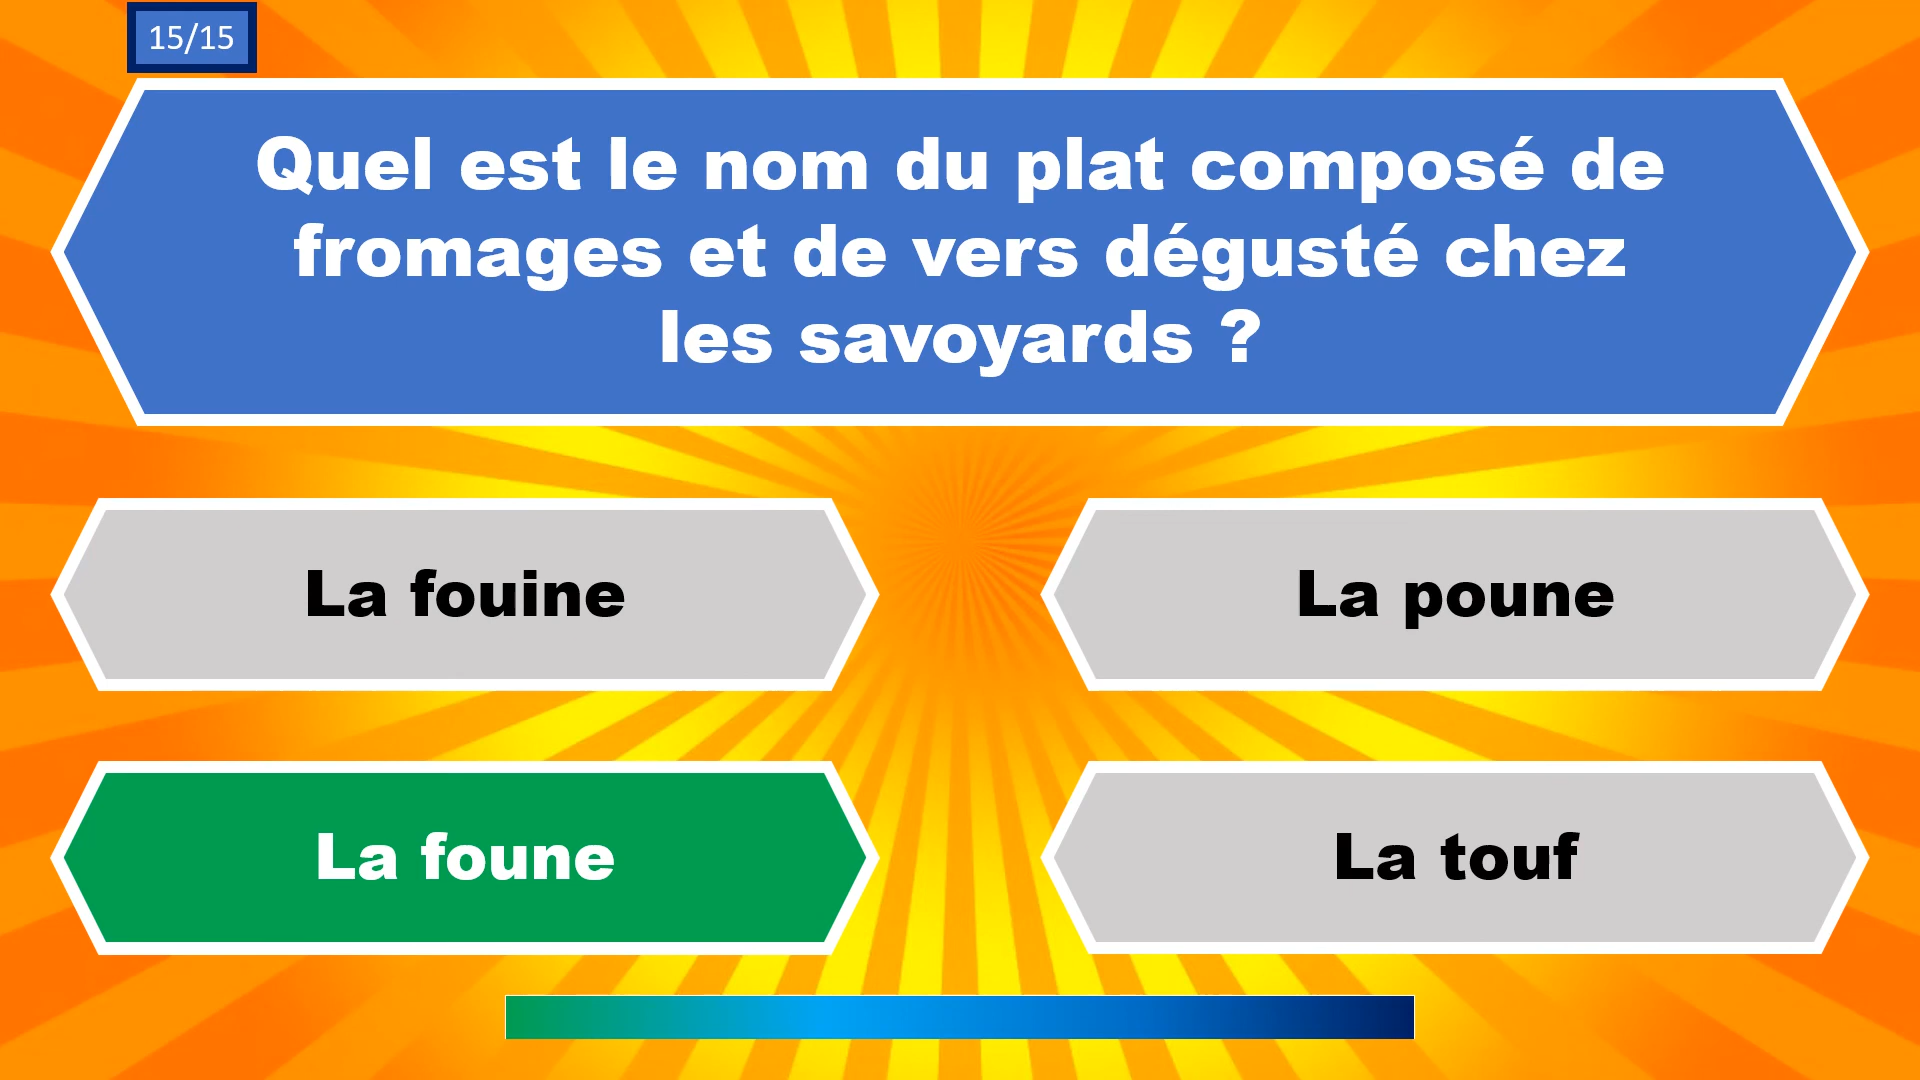 15/15
Quel est le nom du plat composé de
fromages et de vers dégusté chez
les savoyards ?
La fouine
La poune
La foune
La touf